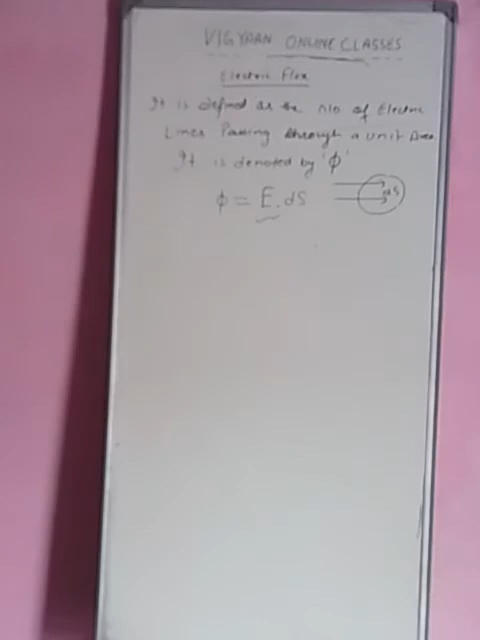 VIGYAAN ONLINE CLASSES
Electric Flux
It is defined as the n/o of Electric
Lines Passing through a unit Area
It is denoted by 'ϕ'
ϕ = E.dS
dS